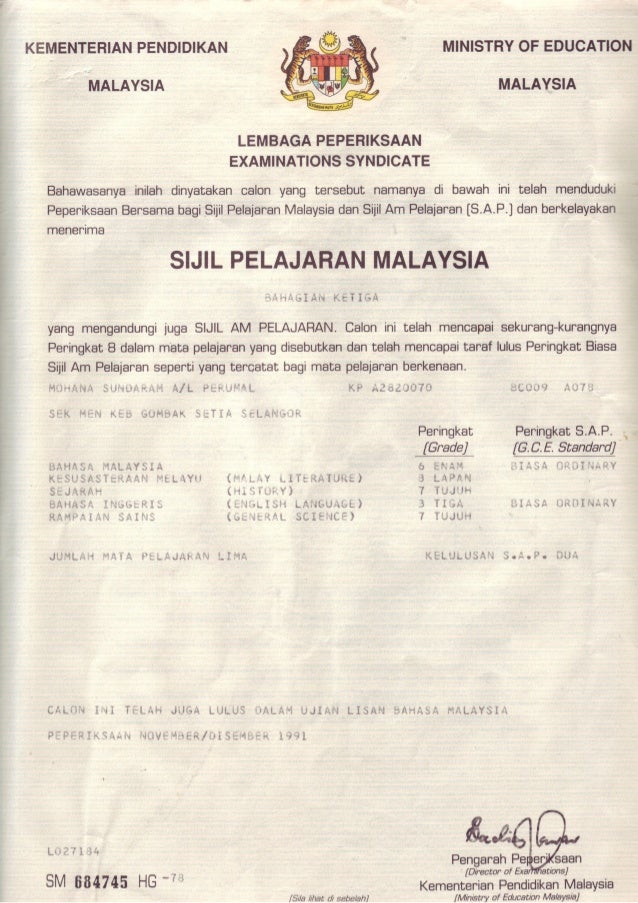 KEMENTERIAN PENDIDIKAN
MALAYSIA
MINISTRY OF EDUCATION
MALAYSIA
LEMBAGA PEPERIKSAAN
EXAMINATIONS SYNDICATE
Bahawasanya inilah dinyatakan calon yang tersebut namanya di bawah ini telah menduduki
Peperiksaan Bersama bagi Sijil Pelajaran Malaysia dan Sijil Am Pelajaran (S.A.P.) dan berkelayakan
menerima
SIJIL PELAJARAN MALAYSIA
BAHAGIAN KETIGA
yang mengandungi juga SIJIL AM PELAJARAN. Calon ini telah mencapai sekurang-kurangnya
Peringkat 8 dalam mata pelajaran yang disebutkan dan telah mencapai taraf lulus Peringkat Biasa
Sijil Am Pelajaran seperti yang tercatat bagi mata pelajaran berkenaan.
MOHANA SUNDARAM A/L PERUMAL KP A2820070 BC009 A078
SEK MEN KEB GOMBAK SETIA SELANGOR
Peringkat Peringkat S.A.P.
(Grade) (G.C.E. Standard)
BAHASA MALAYSIA 6 ENAM BIASA ORDINARY
KESUSASTERAAN MELAYU (MALAY LITERATURE) 8 LAPAN
SEJARAH (HISTORY) 7 TUJUH
BAHASA INGGERIS (ENGLISH LANGUAGE) 3 TIGA BIASA ORDINARY
RAMPAIAN SAINS (GENERAL SCIENCE) 7 TUJUH
JUMLAH MATA PELAJARAN LIMA KELULUSAN S.A.P. DUA
CALON INI TELAH JUGA LULUS DALAM UJIAN LISAN BAHASA MALAYSIA
PEPERIKSAAN NOVEMBER/DISEMBER 1991
L027184
Pengarah Peperiksaan
(Director of Examinations)
SM 684745 HG -78
Kementerian Pendidikan Malaysia
(Ministry of Education Malaysia)
(Sila lihat di sebelah)